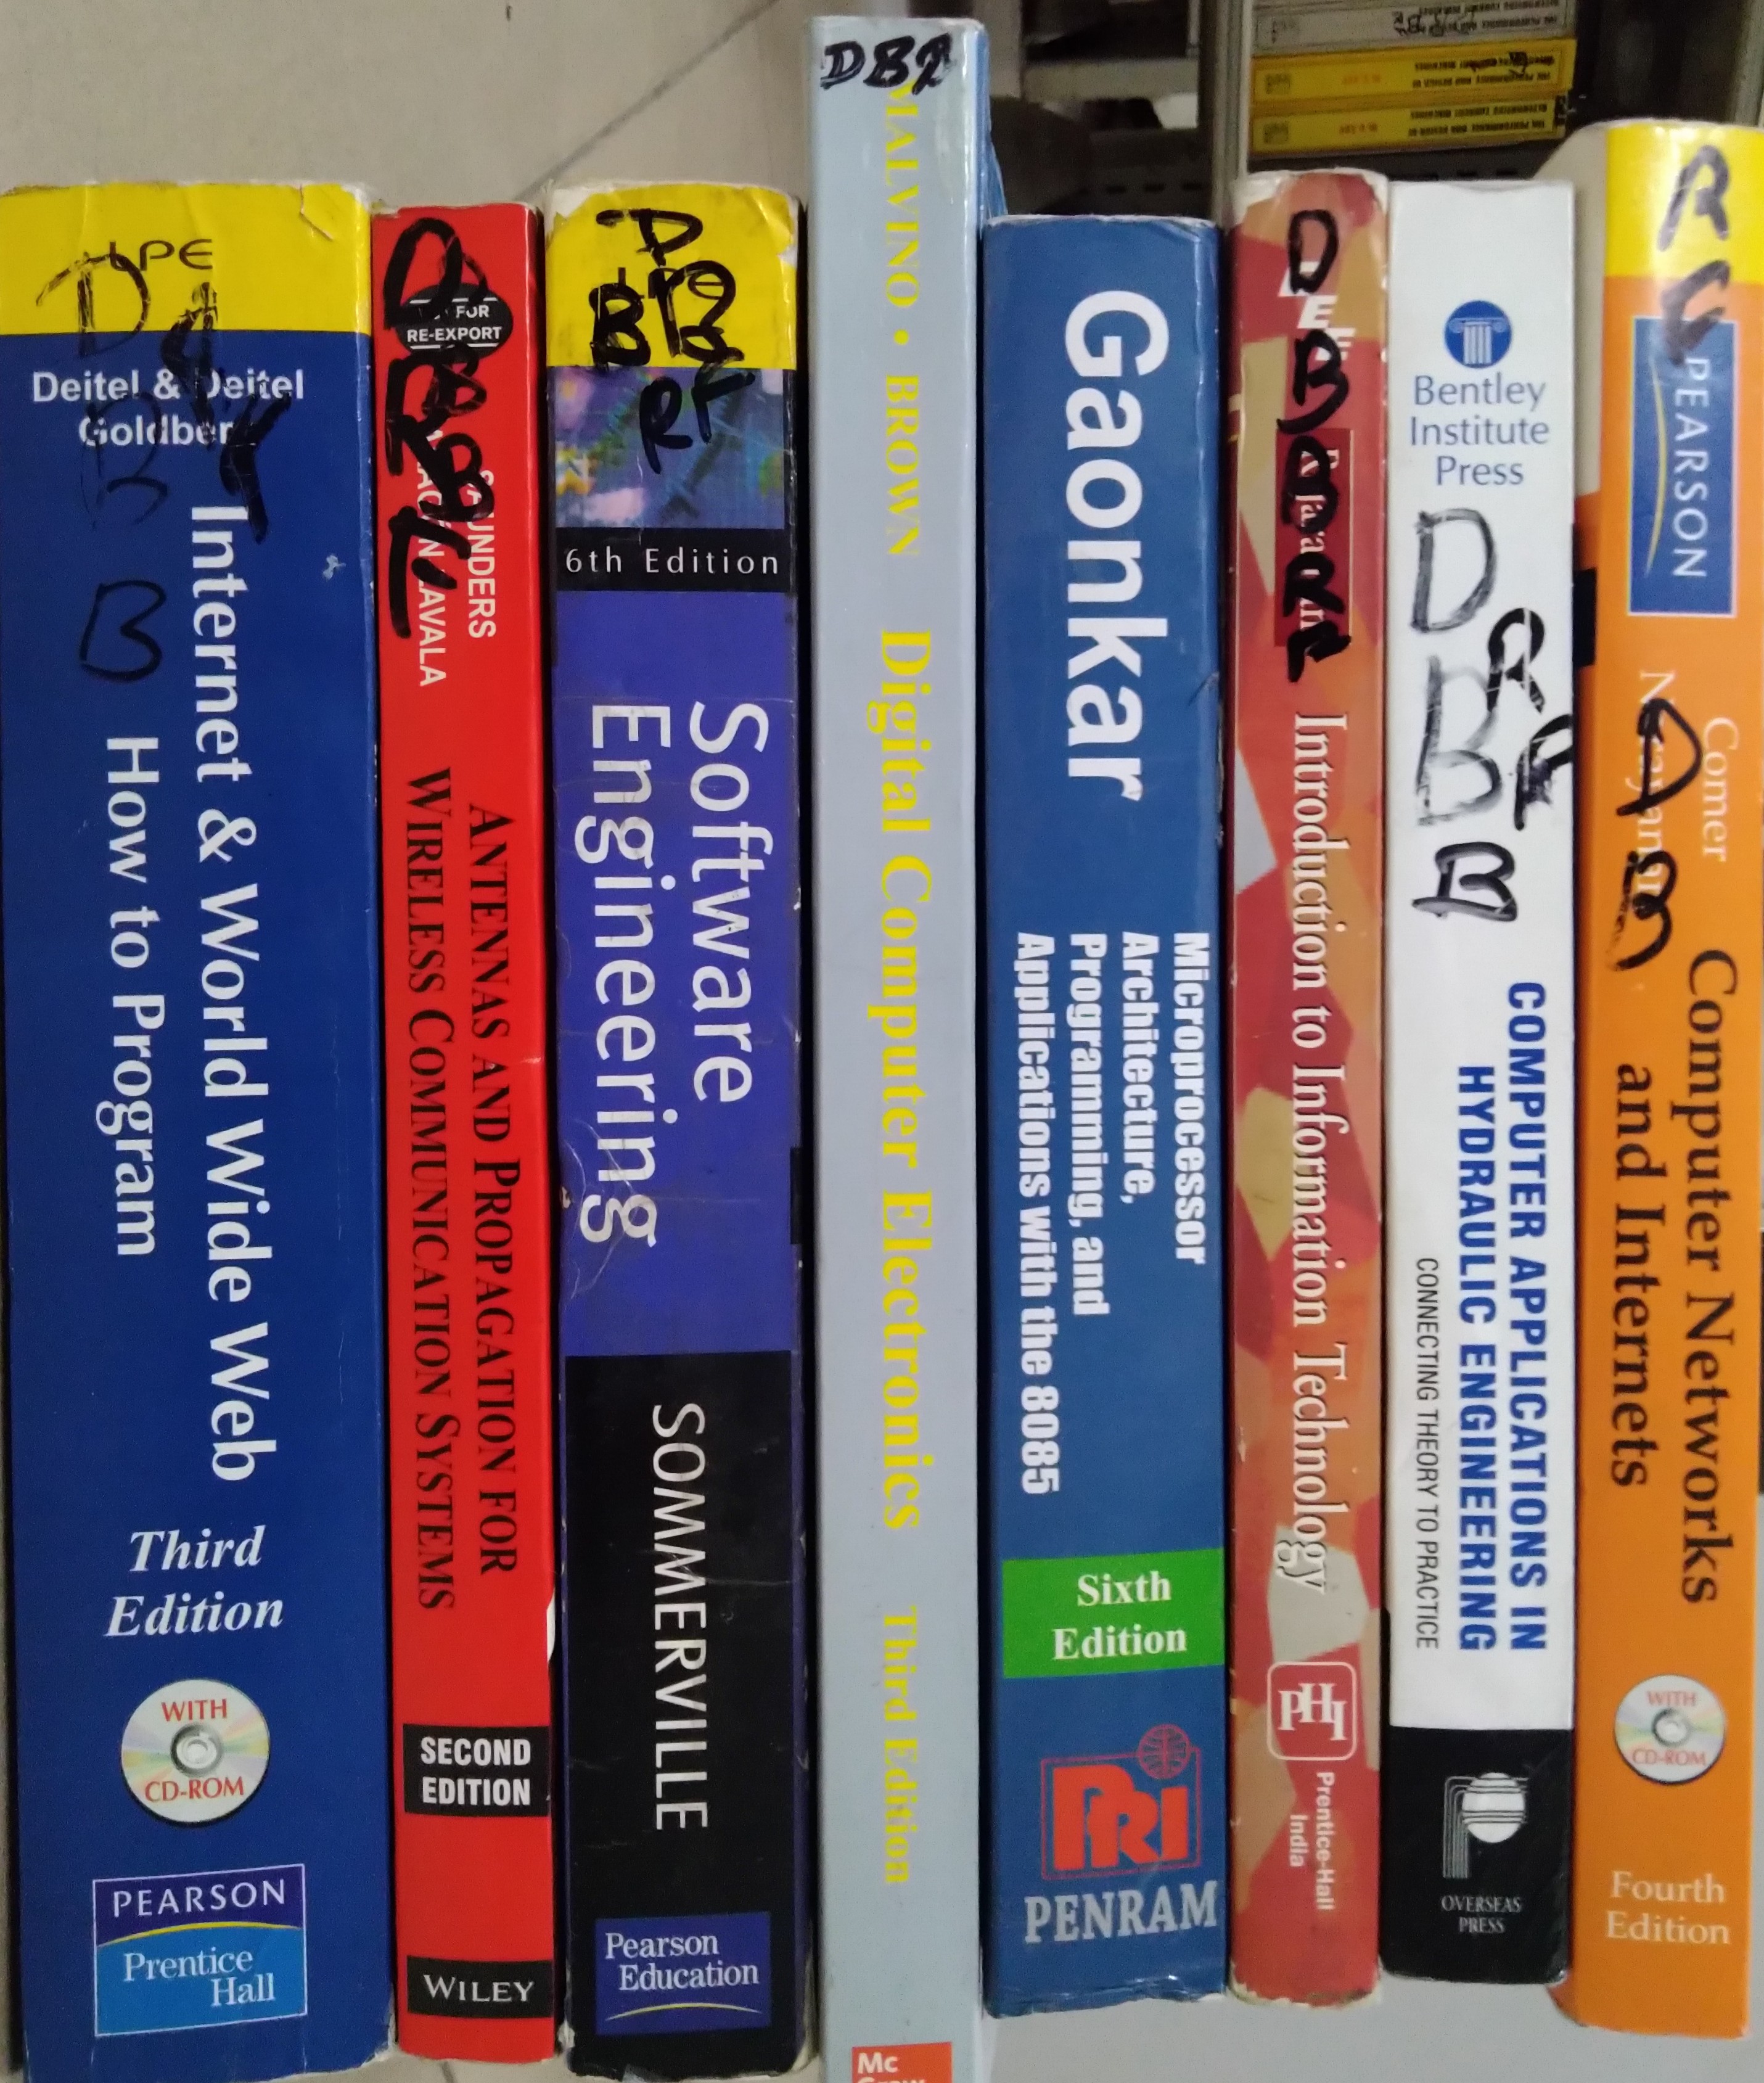 LPE
Deitel & Deitel
Goldberg
Internet & World Wide Web
How to Program
Third
Edition
WITH
CD-ROM
PEARSON
Prentice
Hall
FOR
RE-EXPORT
SAUNDERS
ZAVALA
ANTENNAS AND PROPAGATION FOR
WIRELESS COMMUNICATION SYSTEMS
SECOND
EDITION
WILEY
6th Edition
Software
Engineering
SOMMERVILLE
Pearson
Education
DBR
MALVINO • BROWN Digital Computer Electronics Third Edition
Mc
Gaonkar
Microprocessor
Architecture,
Programming, and
Applications with the 8085
Sixth
Edition
PRI
PENRAM
Introduction to Information Technology
PHI
Prentice-Hall
India
Bentley
Institute
Press
D
B
B
COMPUTER APPLICATIONS IN
HYDRAULIC ENGINEERING
CONNECTING THEORY TO PRACTICE
OVERSEAS
PRESS
PEARSON
Comer
Computer Networks
and Internets
WITH
CD-ROM
Fourth
Edition